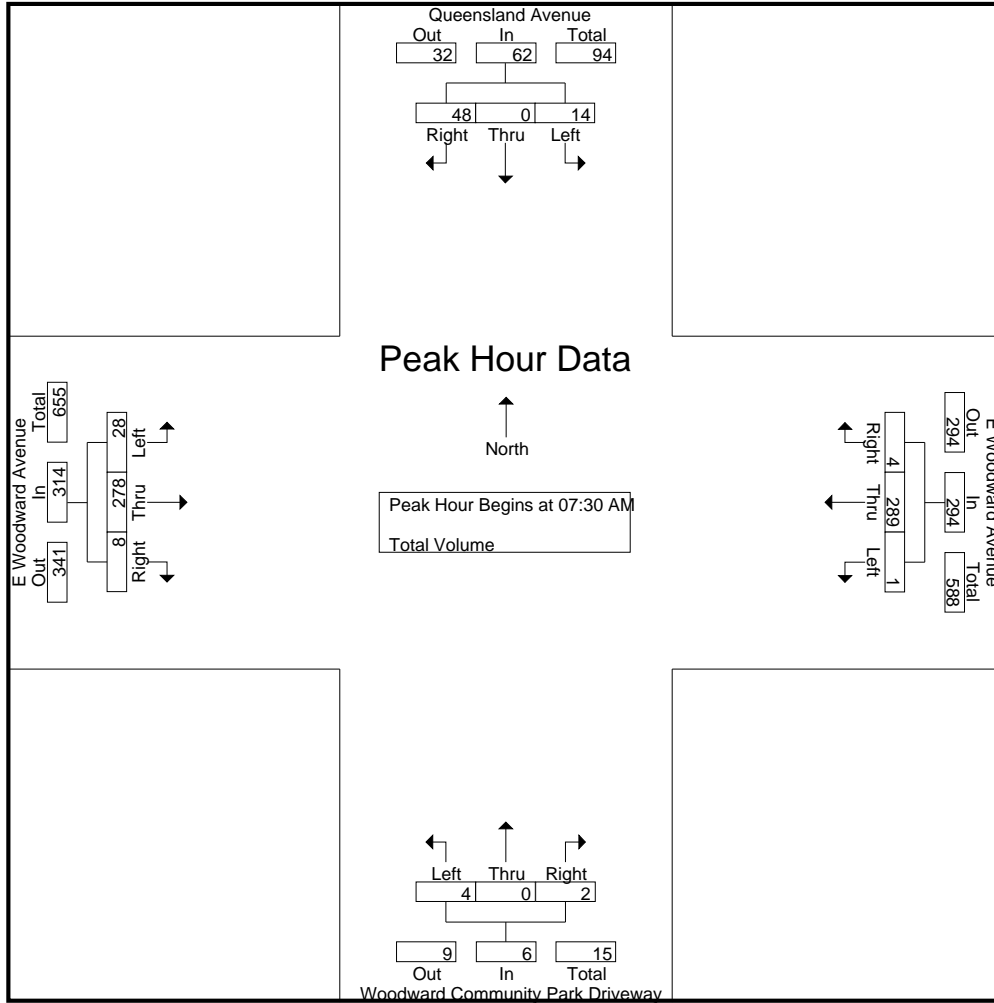 Queensland Avenue
Out In Total
32 62 94
48 0 14
Right Thru Left
Peak Hour Data
North
Peak Hour Begins at 07:30 AM
Total Volume
E Woodward Avenue
Out In Total
341 314 655
28 278 8
Left Thru Right
E Woodward Avenue
Out In Total
294 294 588
4 289 1
Right Thru Left
Left Thru Right
4 0 2
9 6 15
Out In Total
Woodward Community Park Driveway